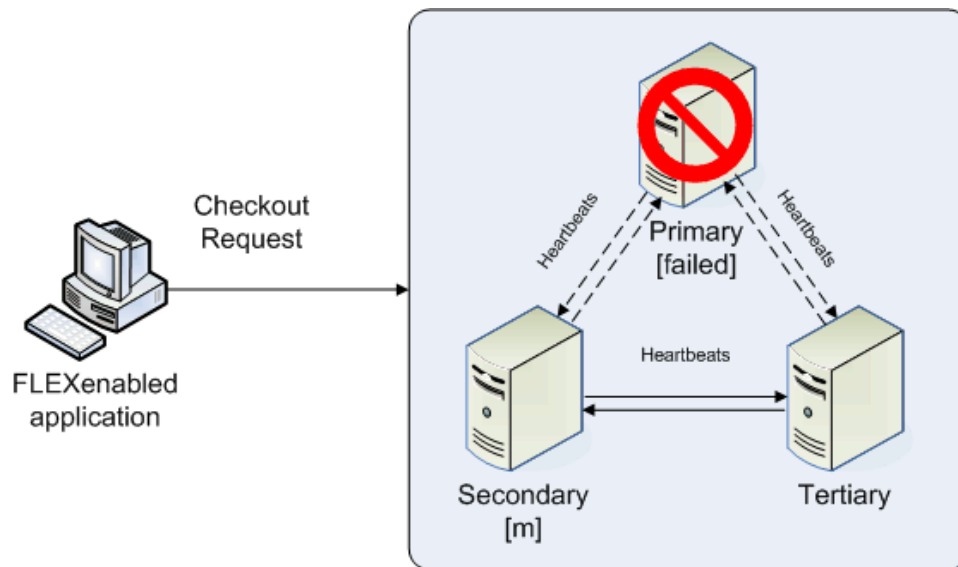 Checkout
Request
FLEXenabled
application
Primary
[failed]
Heartbeats
Heartbeats
Heartbeats
Secondary
[m]
Tertiary